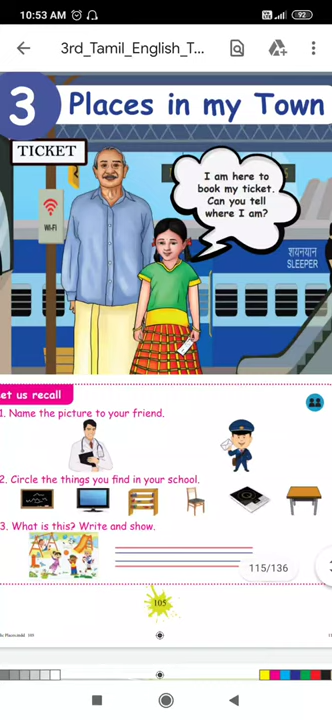 10:53 AM
92
3rd_Tamil_English_T...
3 Places in my Town
TICKET
I am here to
book my ticket.
Can you tell
where I am?
Wi-Fi
शयनयान
SLEEPER
et us recall
1. Name the picture to your friend.
2. Circle the things you find in your school.
3. What is this? Write and show.
115/136
105